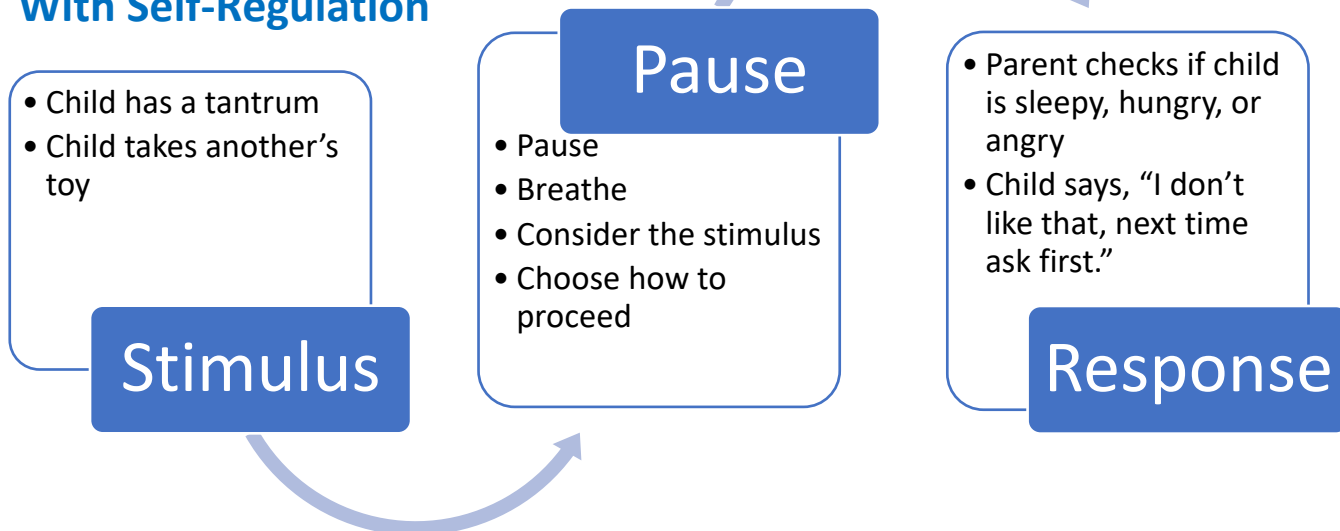 With Self-Regulation
• Child has a tantrum
• Child takes another’s
toy
Stimulus
Pause
• Pause
• Breathe
• Consider the stimulus
• Choose how to
proceed
• Parent checks if child
is sleepy, hungry, or
angry
• Child says, “I don’t
like that, next time
ask first.”
Response